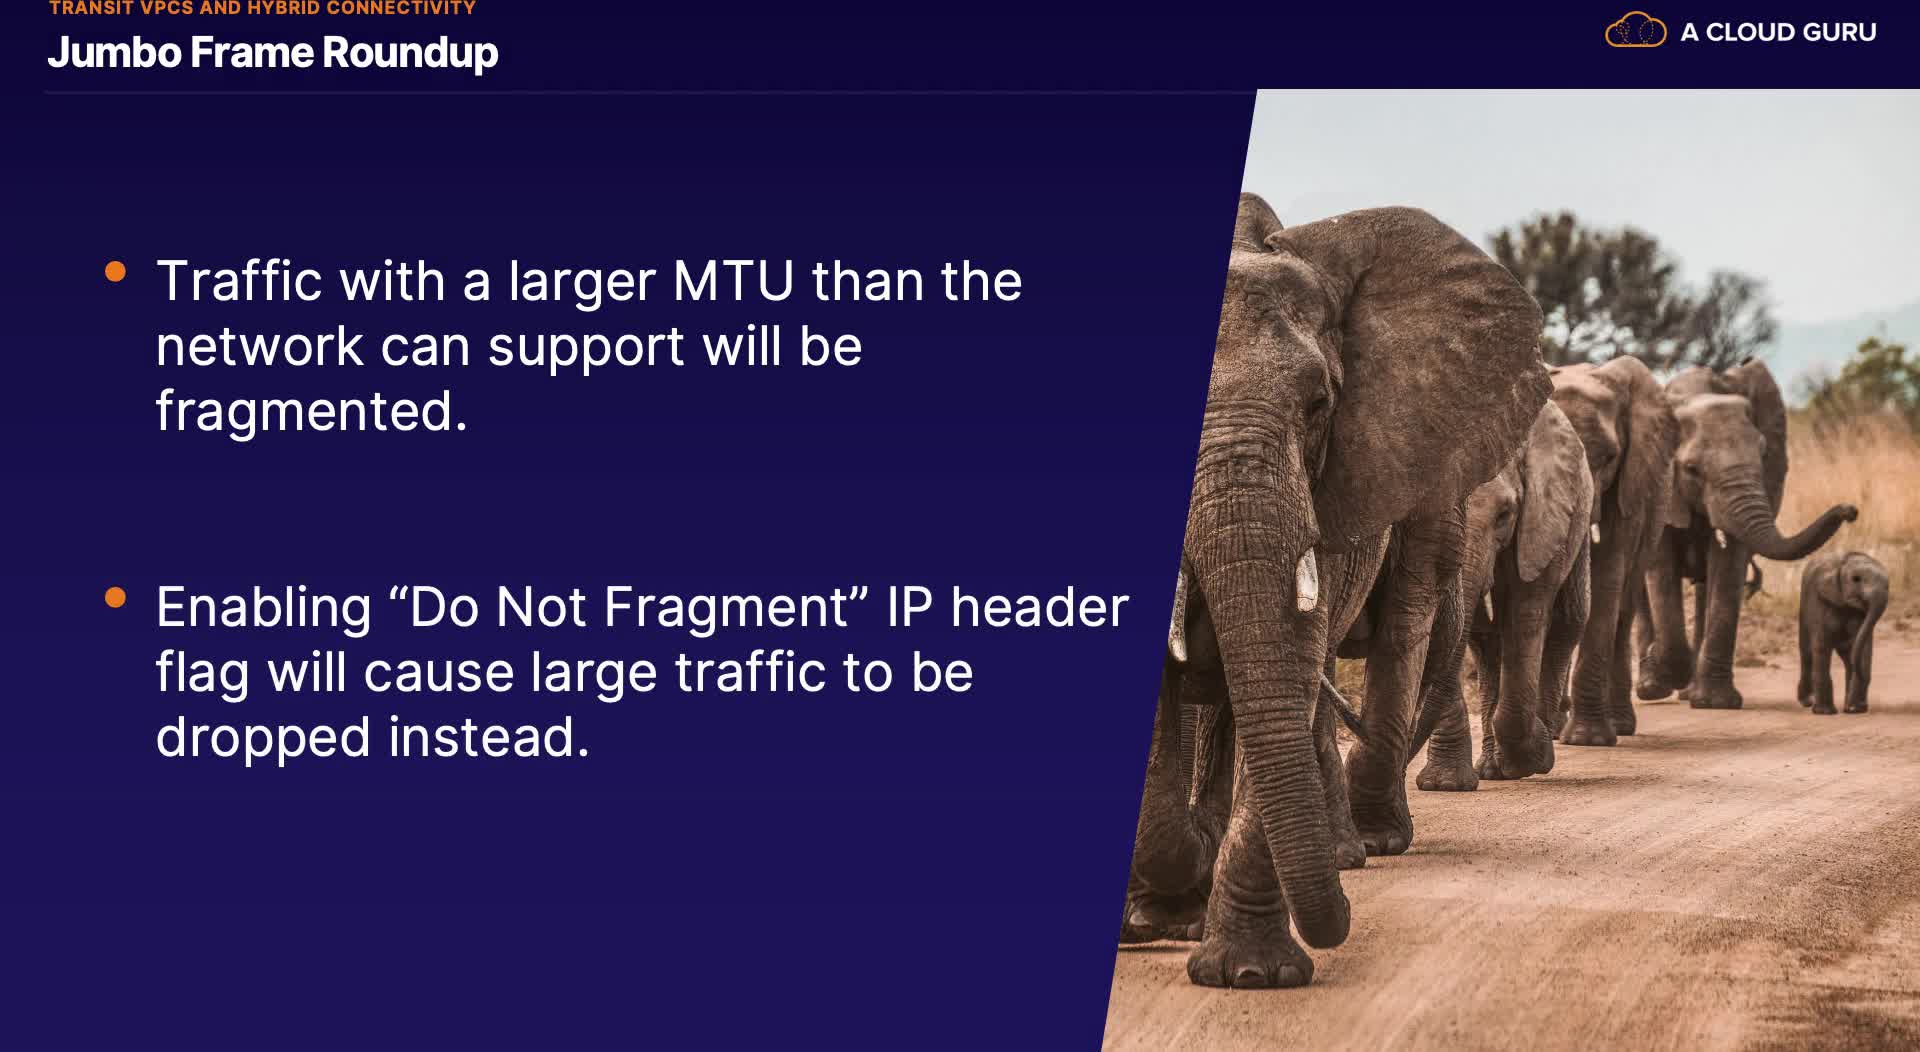 TRANSIT VPCS AND HYBRID CONNECTIVITY
Jumbo Frame Roundup
A CLOUD GURU
Traffic with a larger MTU than the
network can support will be
fragmented.
Enabling “Do Not Fragment” IP header
flag will cause large traffic to be
dropped instead.